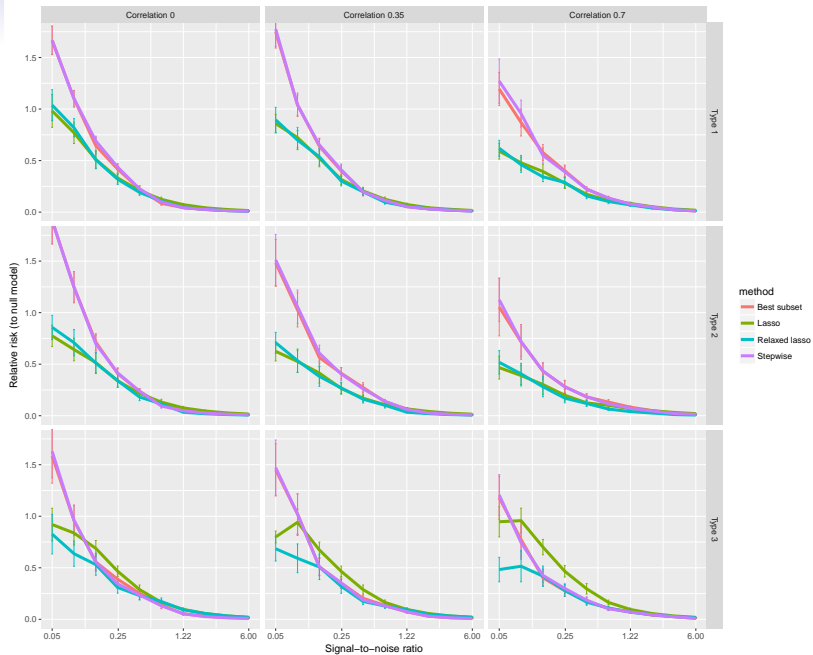 Correlation 0
Correlation 0.35
Correlation 0.7
1.5
1.0
0.5
0.0
Type 1
1.5
1.0
0.5
0.0
Type 2
1.5
1.0
0.5
0.0
Type 3
Relative risk (to null model)
0.05
0.25
1.22
6.00
0.05
0.25
1.22
6.00
0.05
0.25
1.22
6.00
Signal−to−noise ratio
method
Best subset
Lasso
Relaxed lasso
Stepwise